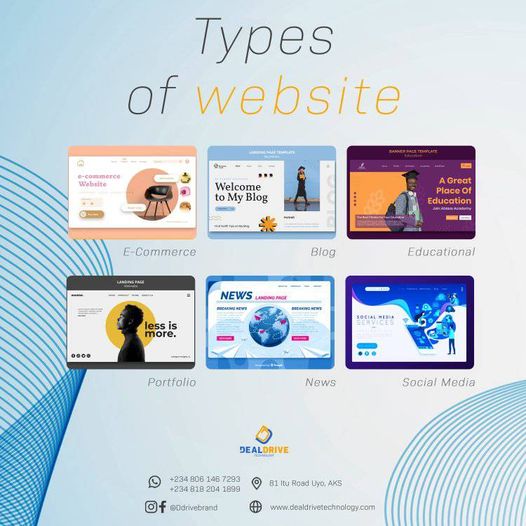 Types
of website
e-commerce
Website
E-Commerce
LANDING PAGE TEMPLATE
Welcome
to My Blog
Blog
BANNER PAGE TEMPLATE
Education
A Great
Place Of
Education
Educational
LANDING PAGE
less is
more.
Portfolio
NEWS LANDING PAGE
BREAKING NEWS
BREAKING NEWS
News
SOCIAL MEDIA
SERVICES
Social Media
DEALDRIVE
TECHNOLOGY
+234 806 146 7293
+234 818 204 1899
81 Itu Road Uyo, AKS
@Ddrivebrand
www.dealdrivetechnology.com